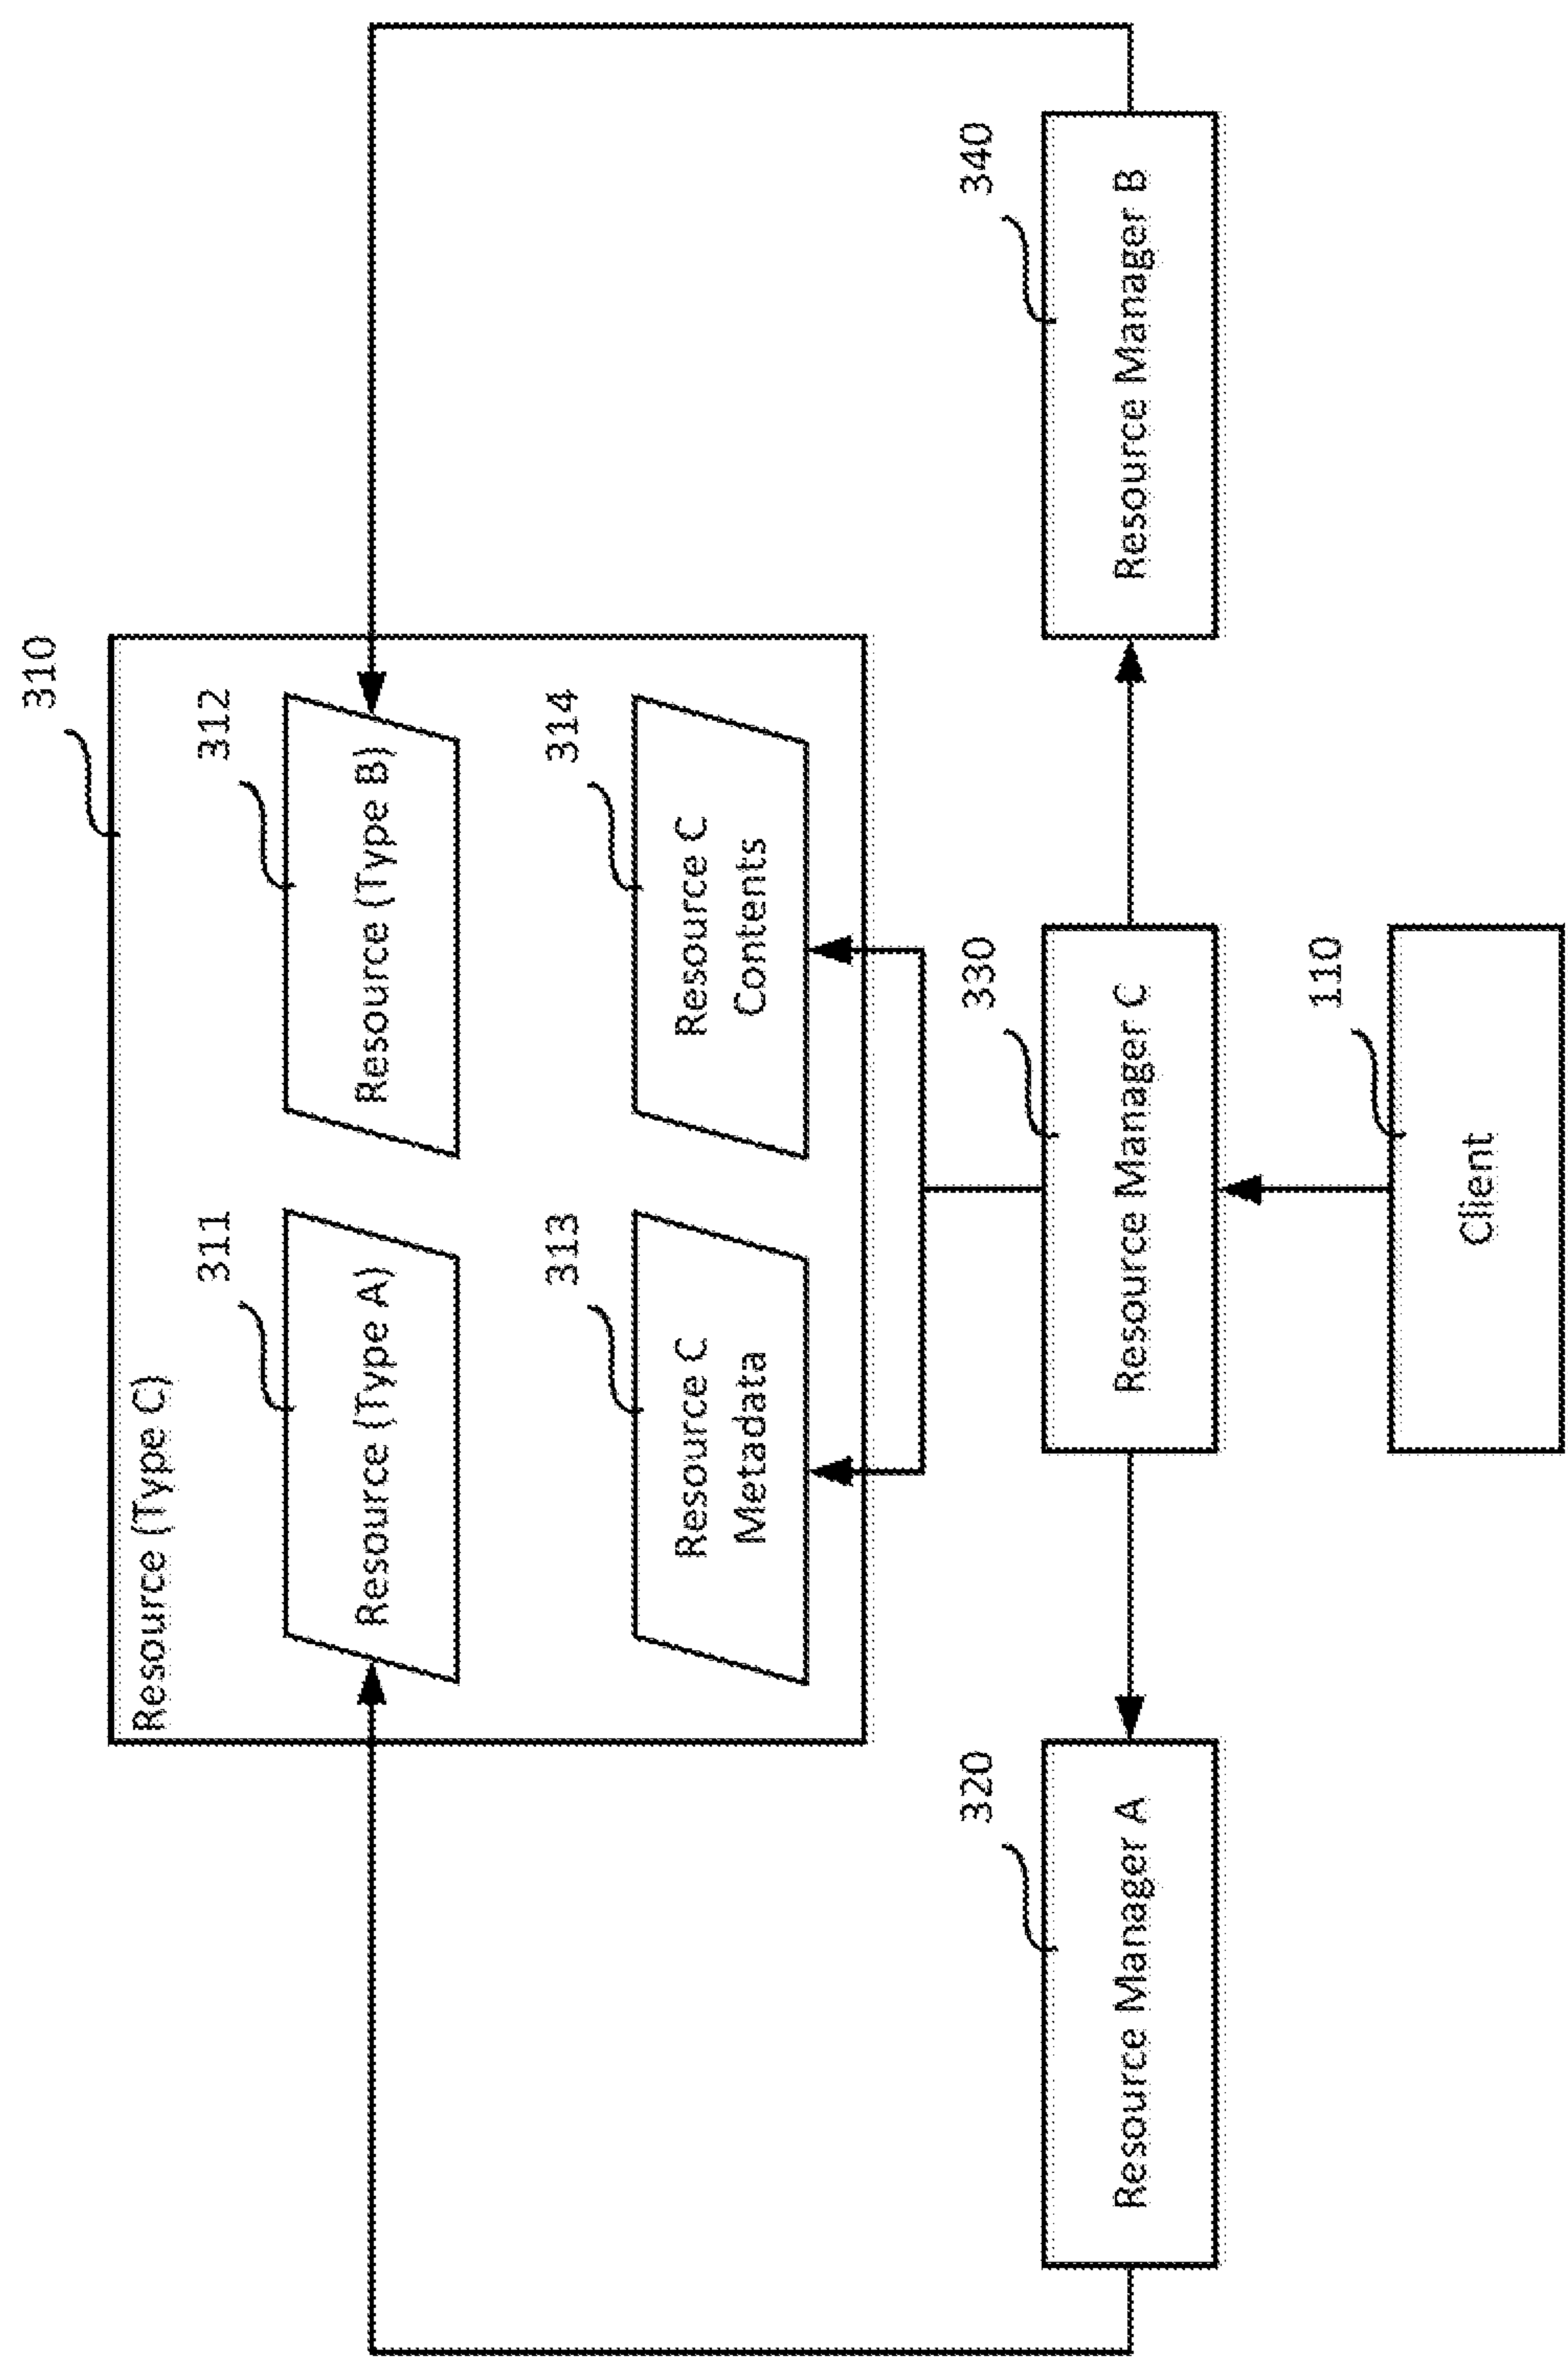 310
Resource (Type C)
311
312
Resource (Type A)
Resource (Type B)
313
314
Resource C
Metadata
Resource C
Contents
320
330
340
Resource Manager A
Resource Manager C
Resource Manager B
110
Client